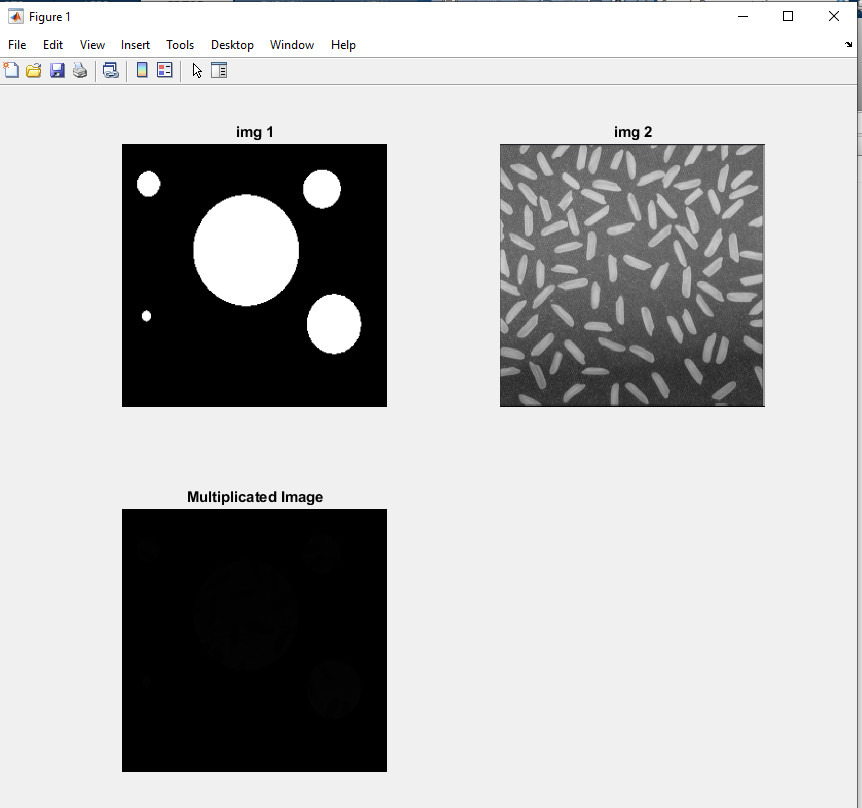 Figure 1
File Edit View Insert Tools Desktop Window Help
img 1
img 2
Multiplicated Image